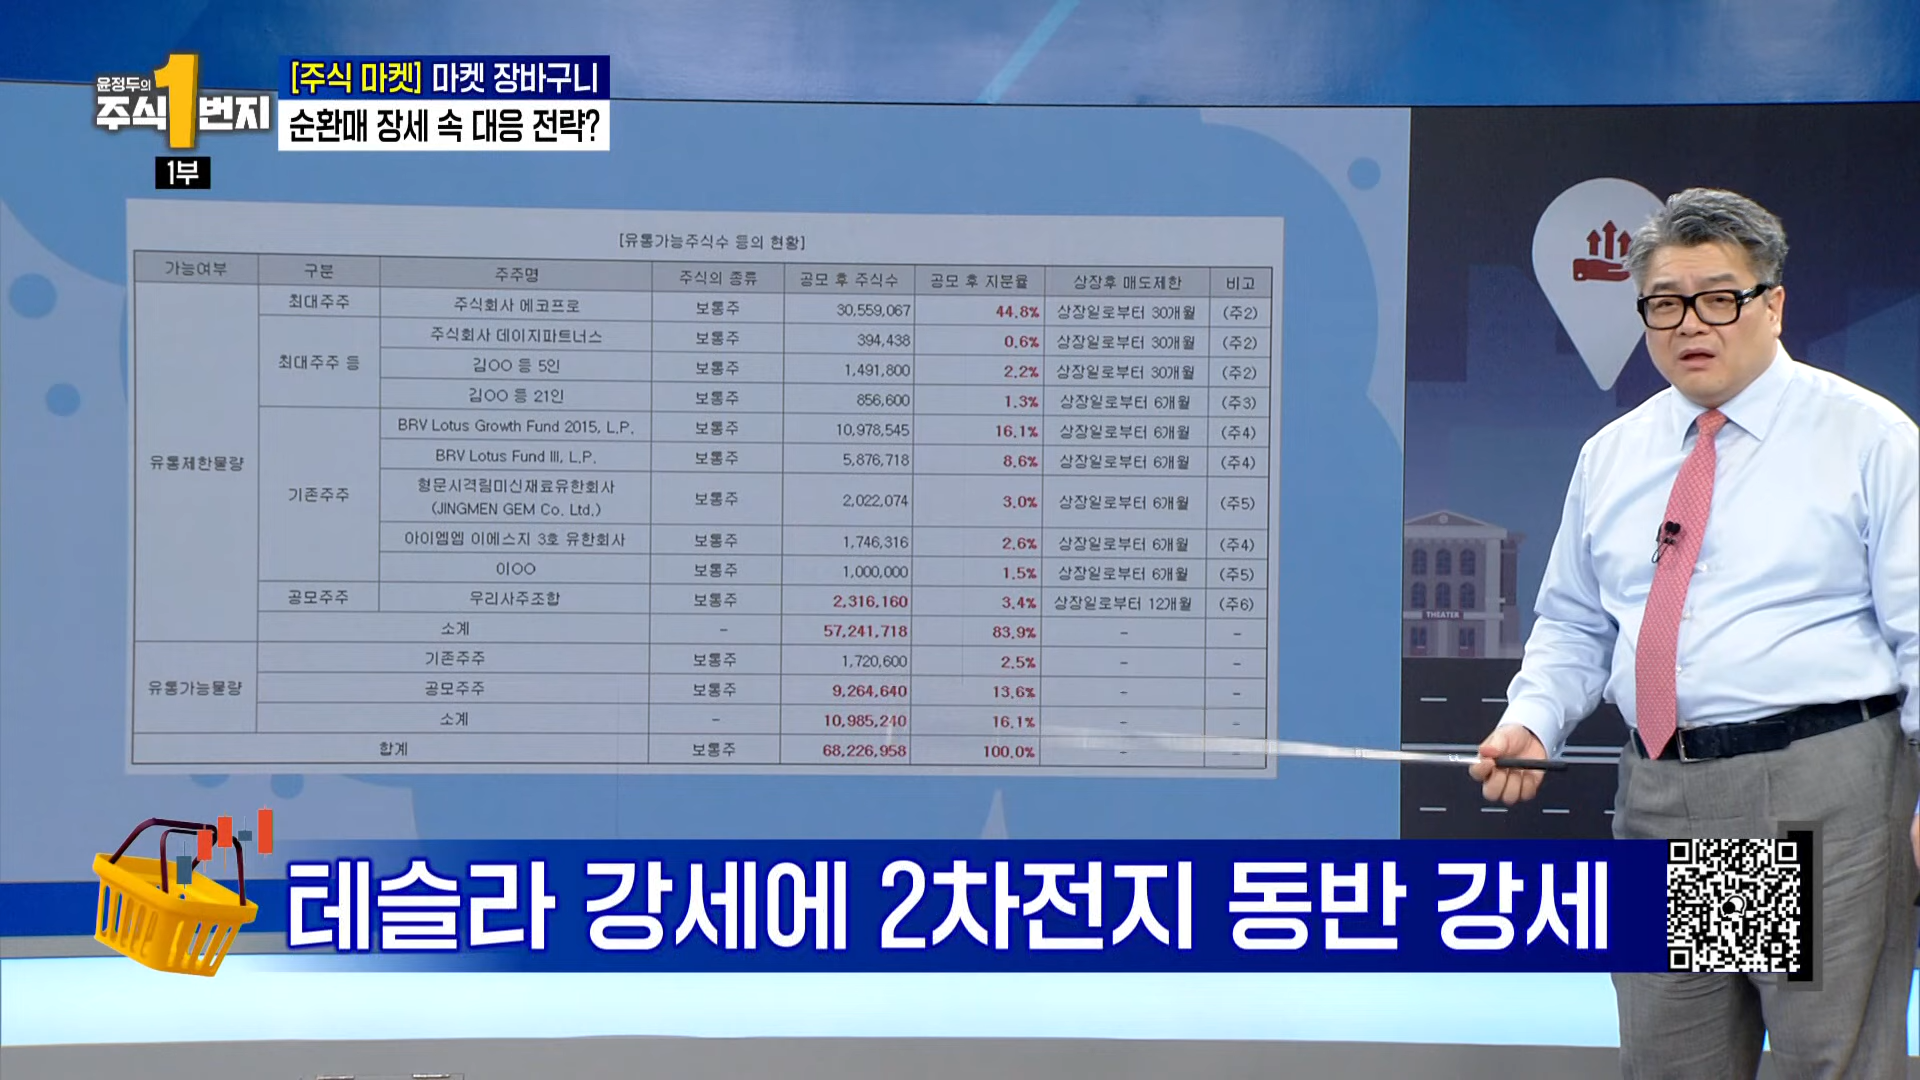 윤정두의
주식1번지
1부
[주식 마켓] 마켓 장바구니
순환매 장세 속 대응 전략?
[유통가능주식수 등의 현황]
가능여부 구분 주주명 주식의 종류 공모 후 주식수 공모 후 지분율 상장후 매도제한 비고
유통제한물량
최대주주 주식회사 에코프로 보통주 30,559,067 44.8% 상장일로부터 30개월 (주2)
최대주주 등
주식회사 데이지파트너스 보통주 394,438 0.6% 상장일로부터 30개월 (주2)
김OO 등 5인 보통주 1,491,800 2.2% 상장일로부터 30개월 (주2)
김OO 등 21인 보통주 856,600 1.3% 상장일로부터 6개월 (주3)
기존주주
BRV Lotus Growth Fund 2015, L.P. 보통주 10,978,545 16.1% 상장일로부터 6개월 (주4)
BRV Lotus Fund III, L.P. 보통주 5,876,718 8.6% 상장일로부터 6개월 (주4)
형문시격림미신재료유한회사
(JINGMEN GEM Co. Ltd.) 보통주 2,022,074 3.0% 상장일로부터 6개월 (주5)
아이엠엠 이에스지 3호 유한회사 보통주 1,746,316 2.6% 상장일로부터 6개월 (주4)
이OO 보통주 1,000,000 1.5% 상장일로부터 6개월 (주5)
공모주주 우리사주조합 보통주 2,316,160 3.4% 상장일로부터 12개월 (주6)
소계 - 57,241,718 83.9% - -
유통가능물량
기존주주 보통주 1,720,600 2.5% - -
공모주주 보통주 9,264,640 13.6% - -
소계 - 10,985,240 16.1% - -
합계 보통주 68,226,958 100.0% - -
THEATER
테슬라 강세에 2차전지 동반 강세